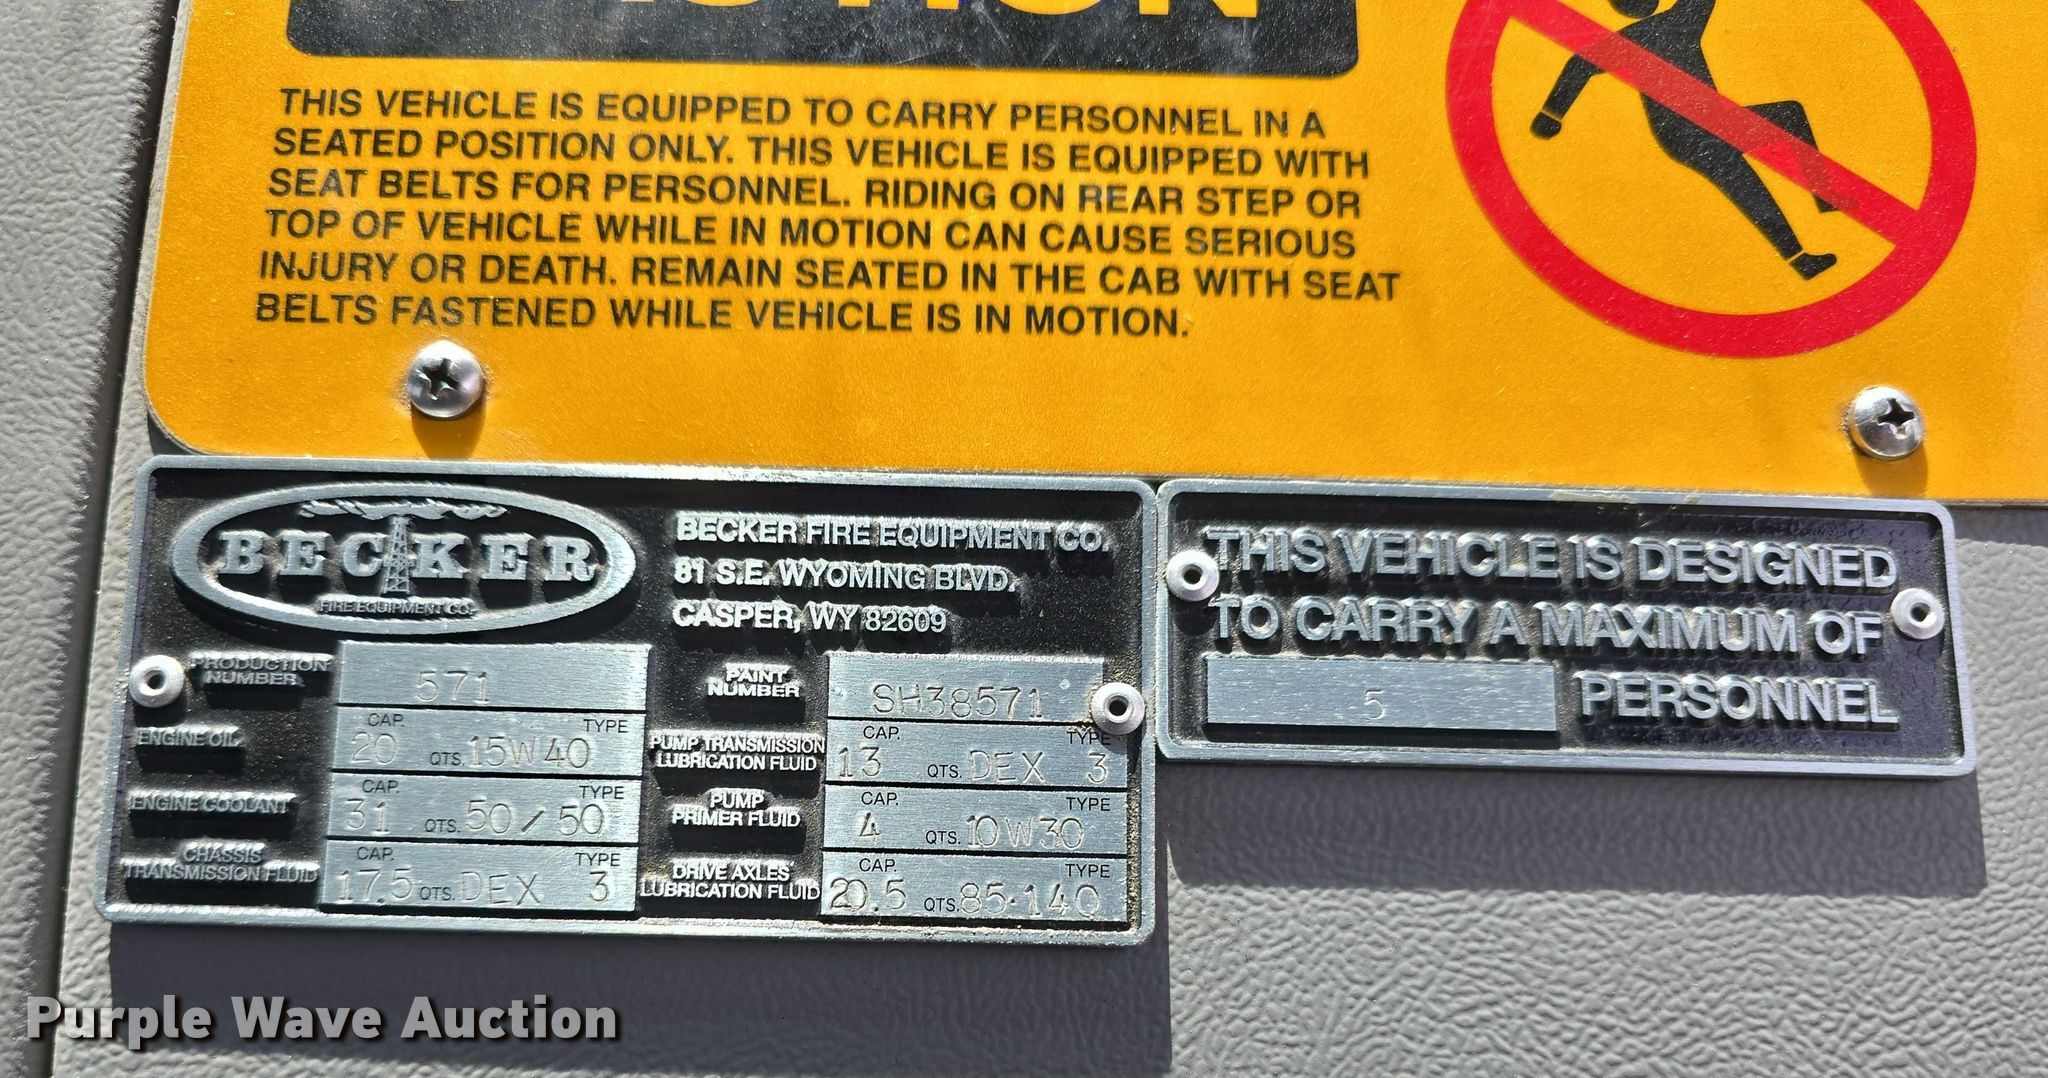 THIS VEHICLE IS EQUIPPED TO CARRY PERSONNEL IN A
SEATED POSITION ONLY. THIS VEHICLE IS EQUIPPED WITH
SEAT BELTS FOR PERSONNEL. RIDING ON REAR STEP OR
TOP OF VEHICLE WHILE IN MOTION CAN CAUSE SERIOUS
INJURY OR DEATH. REMAIN SEATED IN THE CAB WITH SEAT
BELTS FASTENED WHILE VEHICLE IS IN MOTION.
BECKER
FIRE EQUIPMENT CO.
BECKER FIRE EQUIPMENT CO.
81 S.E. WYOMING BLVD.
CASPER, WY 82609
PRODUCTION
NUMBER
571
ENGINE OIL
CAP. TYPE
20 QTS. 15W40
ENGINE COOLANT
CAP. TYPE
31 QTS. 50/50
CHASSIS
TRANSMISSION FLUID
CAP. TYPE
17.5 QTS. DEX 3
PAINT
NUMBER
SH38571
PUMP TRANSMISSION
LUBRICATION FLUID
CAP. TYPE
13 QTS. DEX 3
PUMP
PRIMER FLUID
CAP. TYPE
4 QTS. 10W30
DRIVE AXLES
LUBRICATION FLUID
CAP. TYPE
20.5 QTS. 85-140
THIS VEHICLE IS DESIGNED
TO CARRY A MAXIMUM OF
5 PERSONNEL
Purple Wave Auction